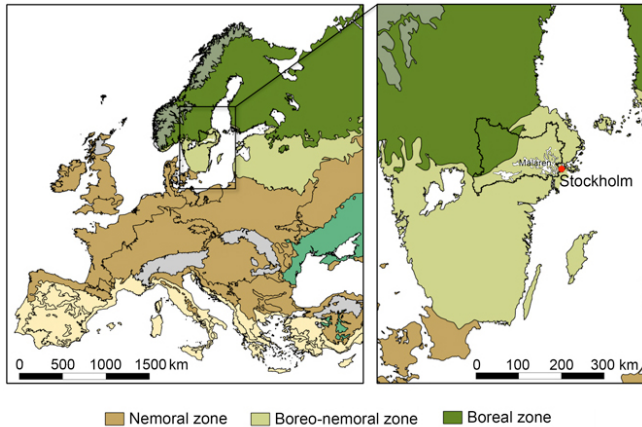 Mälaren
Stockholm
0 500 1000 1500 km
0 100 200 300 km
Nemoral zone
Boreo-nemoral zone
Boreal zone